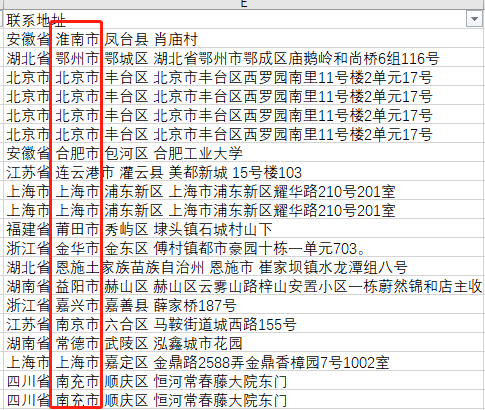 E
联系地址
安徽省 淮南市 凤台县 肖庙村
湖北省 鄂州市 鄂城区 湖北省鄂州市鄂成区庙鹅岭和尚桥6组116号
北京市 北京市 丰台区 北京市丰台区西罗园南里11号楼2单元17号
北京市 北京市 丰台区 北京市丰台区西罗园南里11号楼2单元17号
北京市 北京市 丰台区 北京市丰台区西罗园南里11号楼2单元17号
北京市 北京市 丰台区 北京市丰台区西罗园南里11号楼2单元17号
安徽省 合肥市 包河区 合肥工业大学
江苏省 连云港市 灌云县 美都新城 15号楼103
上海市 上海市 浦东新区 上海市浦东新区耀华路210号201室
上海市 上海市 浦东新区 上海市浦东新区耀华路210号201室
福建省 莆田市 秀屿区 埭头镇石城村山下
浙江省 金华市 金东区 傅村镇都市豪园十栋一单元703。
湖北省 恩施土家族苗族自治州 恩施市 崔家坝镇水龙潭组八号
湖南省 益阳市 赫山区 赫山区云雾山路梓山安置小区一栋蔚然锦和店主收
浙江省 嘉兴市 嘉善县 薛家桥187号
江苏省 南京市 六合区 马鞍街道城西路155号
湖南省 常德市 武陵区 泓鑫城市花园
上海市 上海市 嘉定区 金鼎路2588弄金鼎香樟园7号1002室
四川省 南充市 顺庆区 恒河常春藤大院东门
四川省 南充市 顺庆区 恒河常春藤大院东门